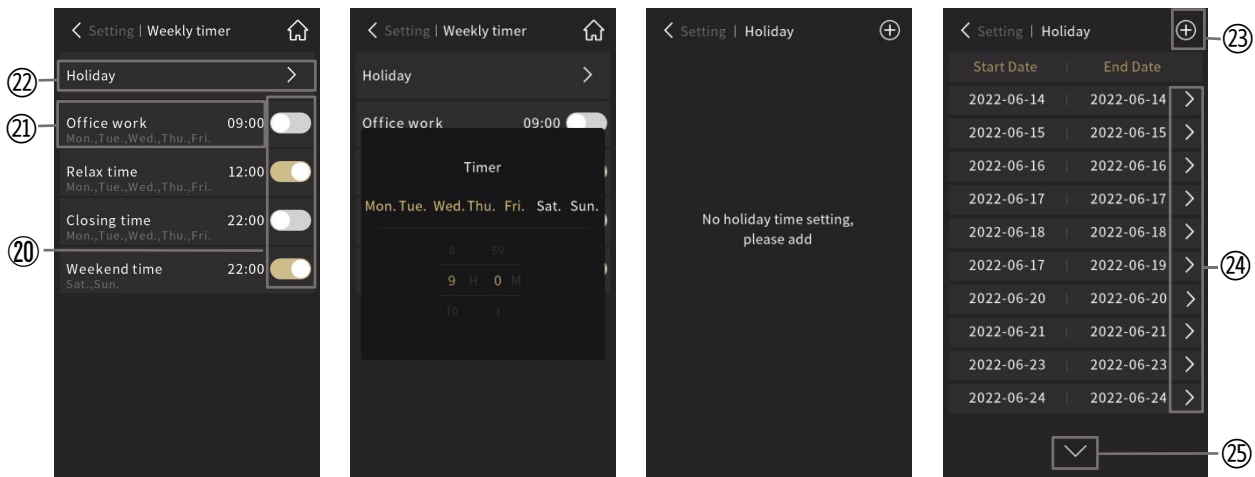 Setting | Weekly timer
㉒
Holiday
㉑
Office work 09:00
Mon.,Tue.,Wed.,Thu.,Fri.
Relax time 12:00
Mon.,Tue.,Wed.,Thu.,Fri.
Closing time 22:00
Mon.,Tue.,Wed.,Thu.,Fri.
⑳
Weekend time 22:00
Sat.,Sun.
Setting | Weekly timer
Holiday
Office work 09:00
Timer
Mon. Tue. Wed. Thu. Fri. Sat. Sun.
8 59
9 H 0 M
10 1
Setting | Holiday
No holiday time setting,
please add
Setting | Holiday
㉓
Start Date | End Date
2022-06-14 | 2022-06-14
2022-06-15 | 2022-06-15
2022-06-16 | 2022-06-16
2022-06-17 | 2022-06-17
2022-06-18 | 2022-06-18
2022-06-17 | 2022-06-19
㉔
2022-06-20 | 2022-06-20
2022-06-21 | 2022-06-21
2022-06-23 | 2022-06-23
2022-06-24 | 2022-06-24
㉕